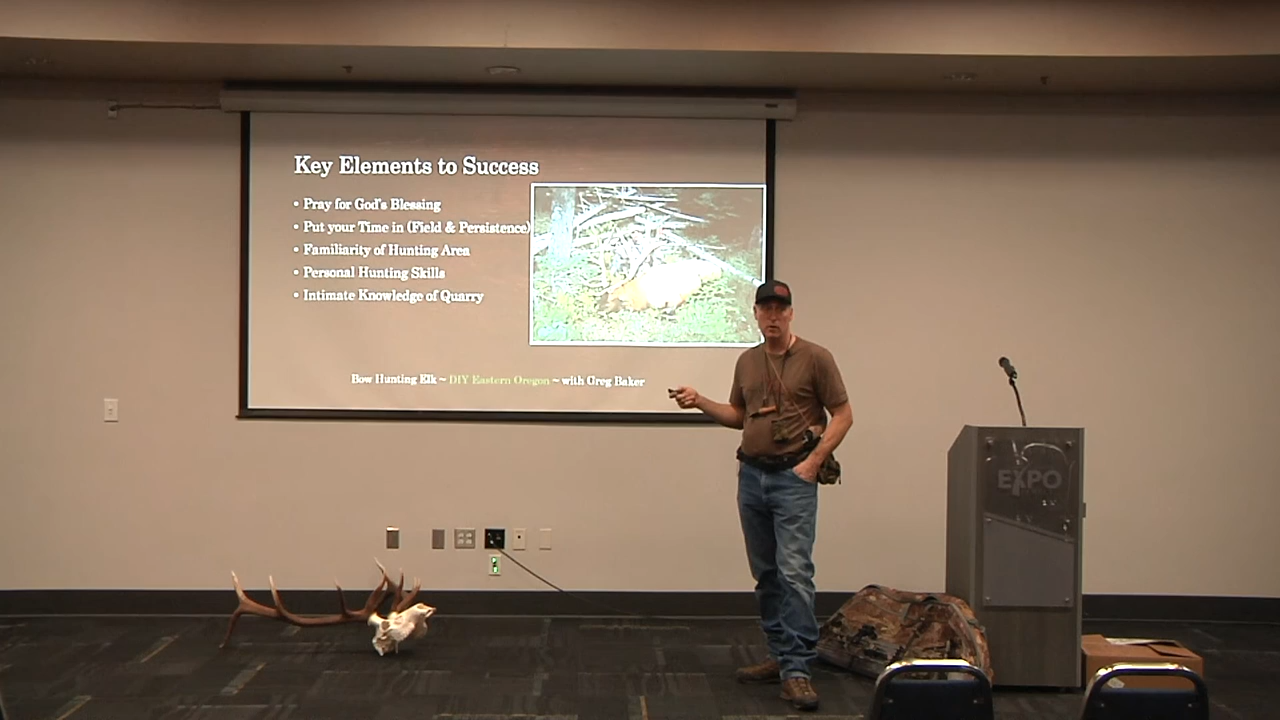 Key Elements to Success
• Pray for God's Blessing
• Put your Time in (Field & Persistence)
• Familiarity of Hunting Area
• Personal Hunting Skills
• Intimate Knowledge of Quarry
Bow Hunting Elk ~ DIY Eastern Oregon ~ with Greg Baker
EXPO